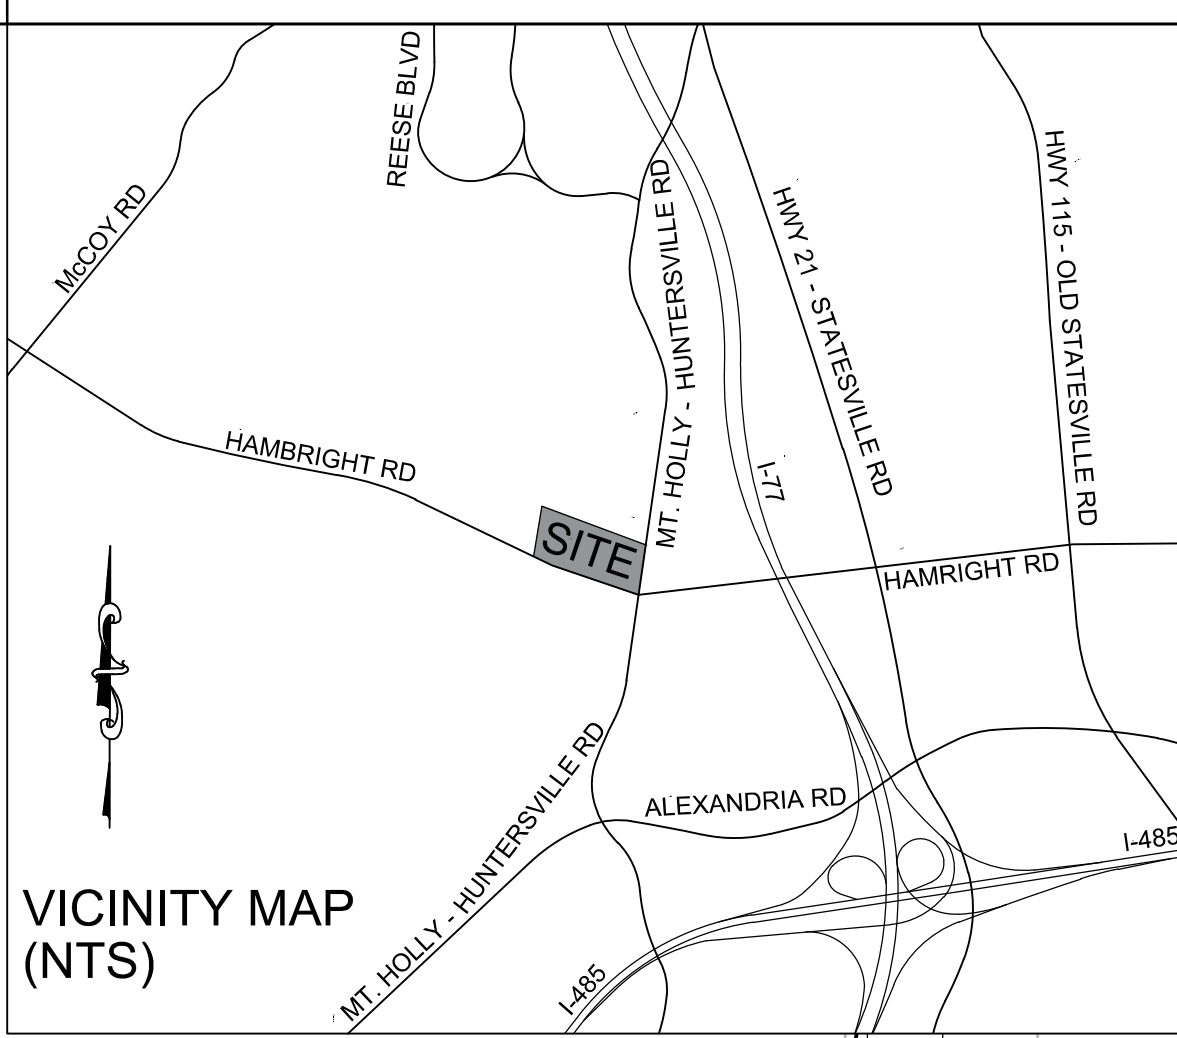 REESE BLVD
McCOY RD
MT. HOLLY - HUNTERSVILLE RD
HWY 21 - STATESVILLE RD
HWY 115 - OLD STATESVILLE RD
HAMBRIGHT RD
I-77
SITE
HAMRIGHT RD
MT. HOLLY - HUNTERSVILLE RD
ALEXANDRIA RD
I-485
VICINITY MAP
(NTS)
I-485